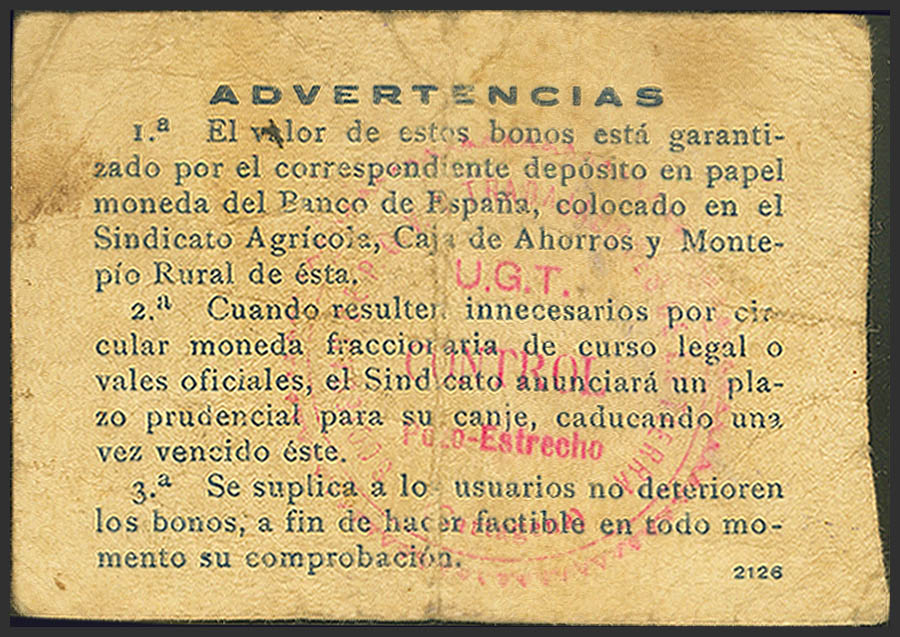 ADVERTENCIAS
1.ª El valor de estos bonos está garanti-
zado por el correspondiente depósito en papel
moneda del Banco de España, colocado en el
Sindicato Agrícola, Caja de Ahorros y Monte-
pío Rural de ésta.
U.G.T.
2.ª Cuando resulten innecesarios por cir-
cular moneda fraccionaria de curso legal o
vales oficiales, el Sindicato anunciará un pla-
CONTROL
zo prudencial para su canje, caducando una
Pozo-Estrecho
vez vencido éste.
3.ª Se suplica a los usuarios no deterioren
los bonos, a fin de hacer factible en todo mo-
mento su comprobación.
2126